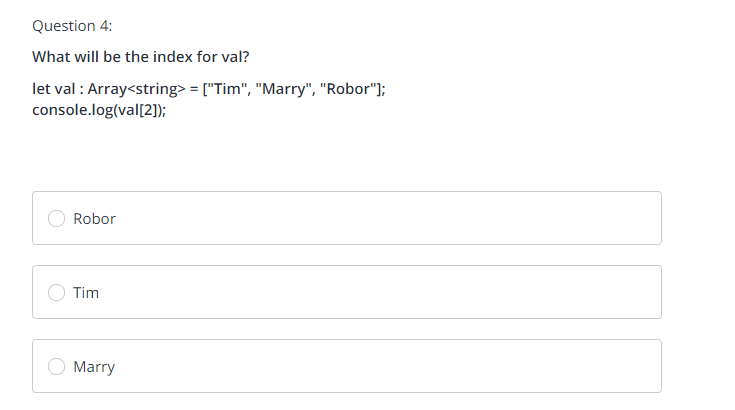 Question 4:
What will be the index for val?
let val : Array<string> = ["Tim", "Marry", "Robor"];
console.log(val[2]);
Robor
Tim
Marry